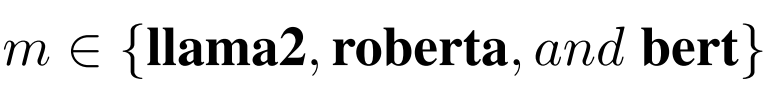 m ∈ {llama2, roberta, and bert}